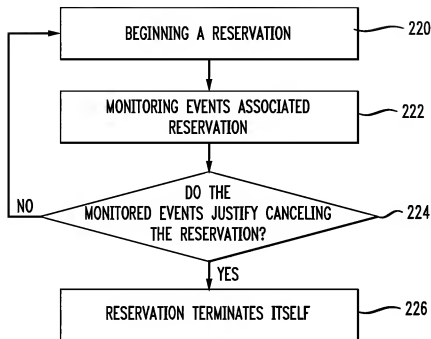 BEGINNING A RESERVATION
220
MONITORING EVENTS ASSOCIATED
RESERVATION
222
DO THE
MONITORED EVENTS JUSTIFY CANCELING
THE RESERVATION?
224
NO
YES
RESERVATION TERMINATES ITSELF
226